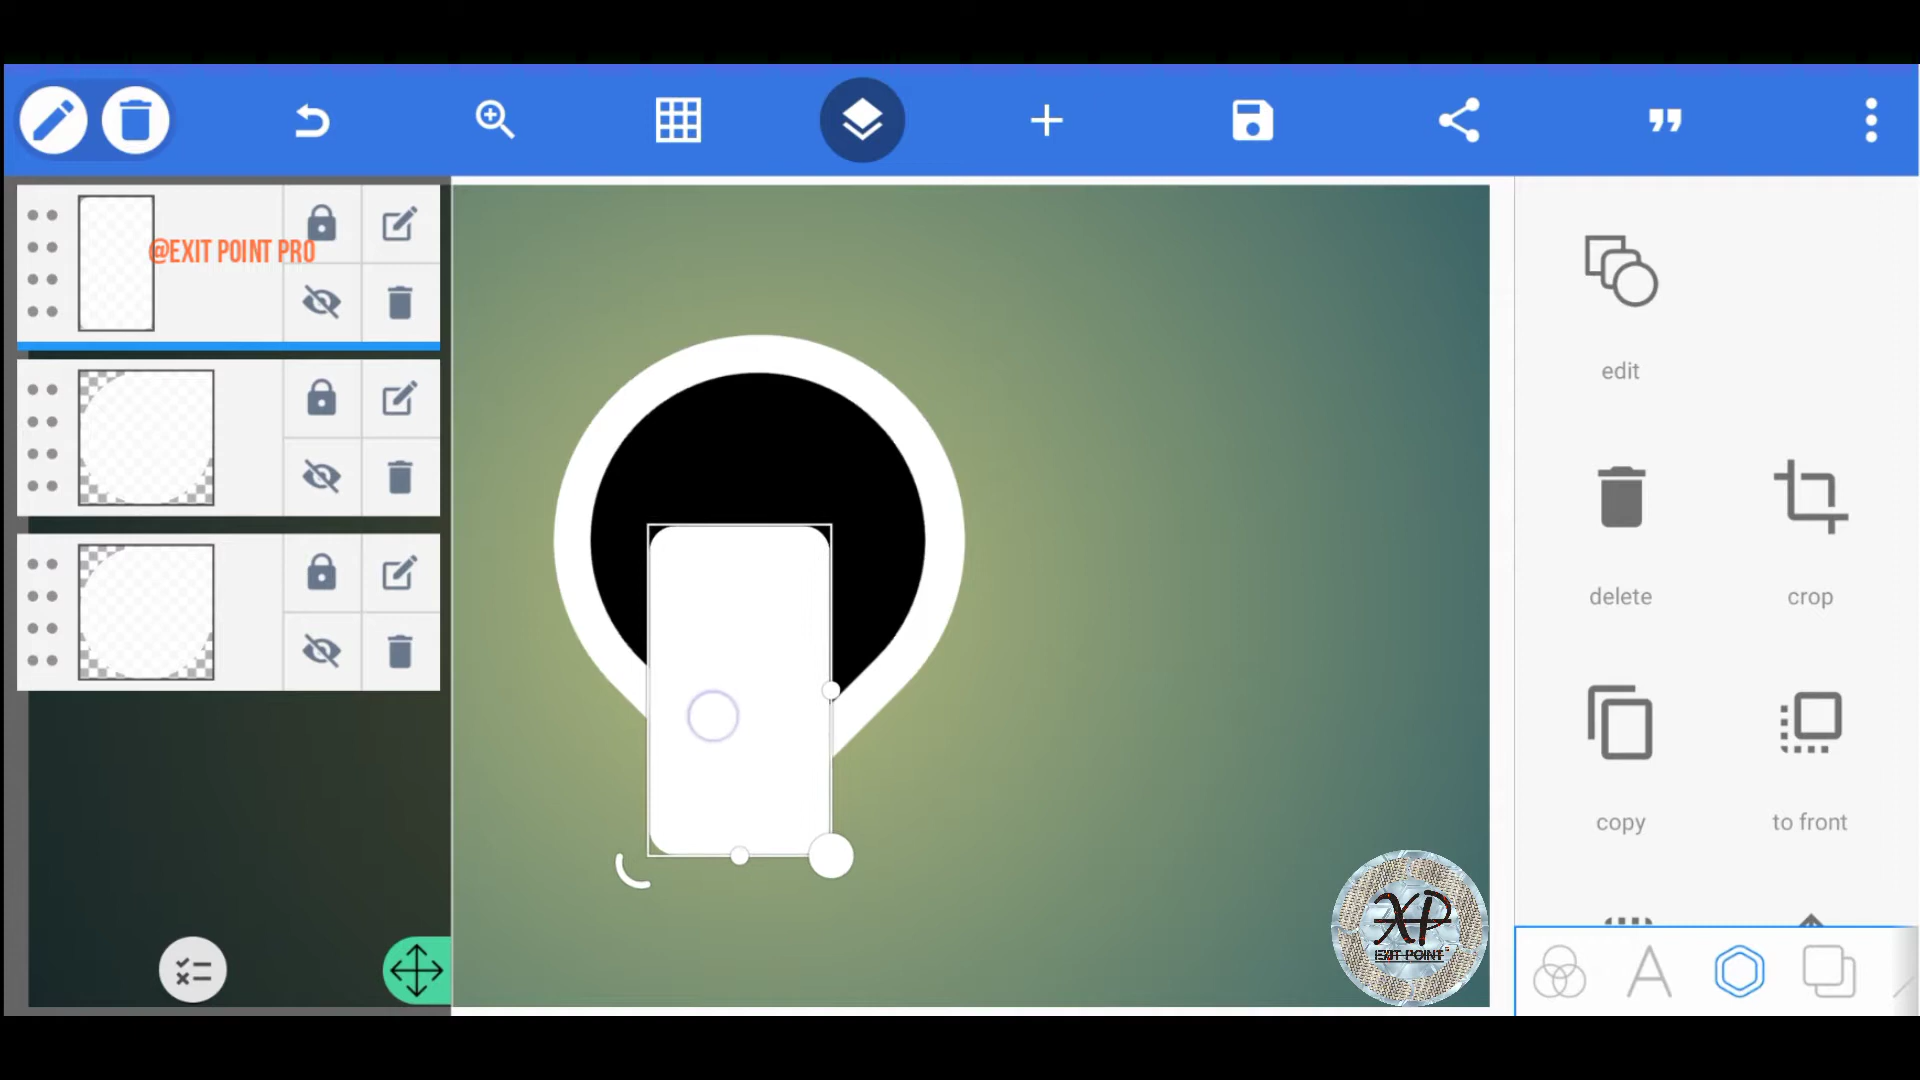 @EXIT POINT PRO
edit
delete
crop
copy
to front
XP
EXIT POINT